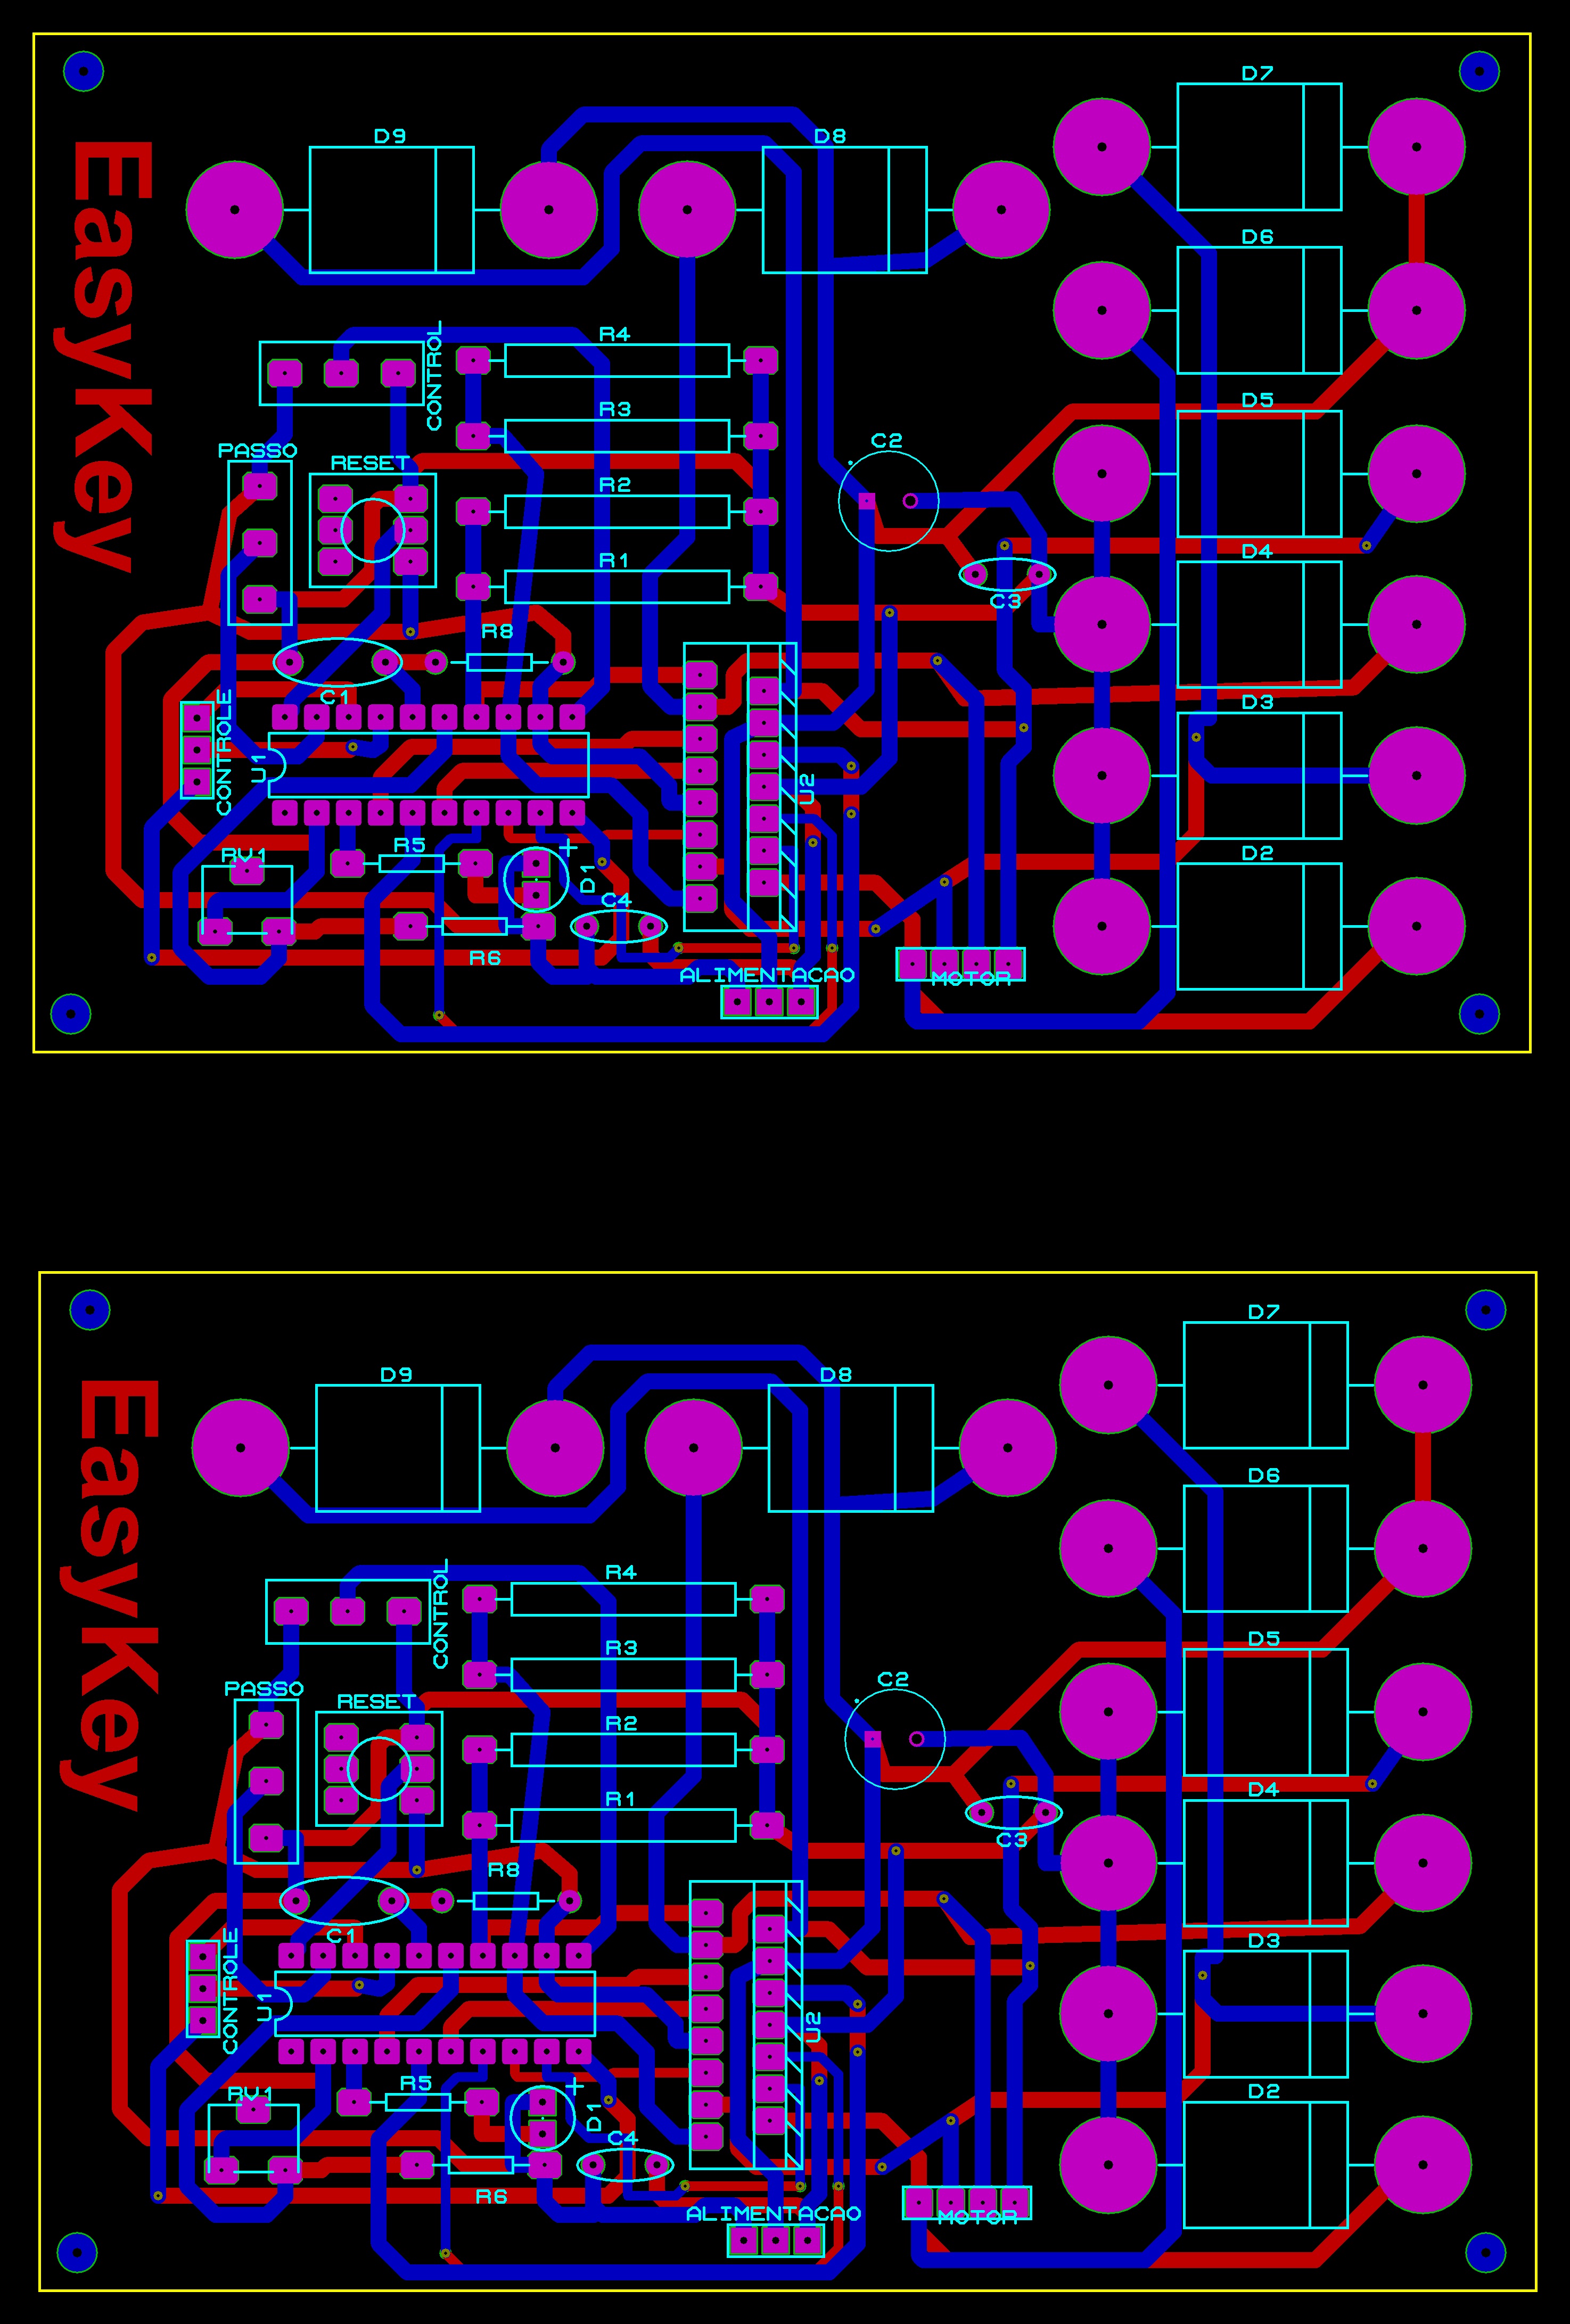 D7
D9
D8
EasyKey
D6
R4
CONTROL
R3
D5
C2
PASSO
RESET
R2
D4
R1
C3
R8
C1
D3
CONTROLE
U1
U2
R5
D2
RV1
+
D1
C4
R6
ALIMENTACAO
MOTOR
D7
D9
D8
EasyKey
D6
R4
CONTROL
R3
D5
C2
PASSO
RESET
R2
D4
R1
C3
R8
C1
D3
CONTROLE
U1
U2
R5
D2
RV1
+
D1
C4
R6
ALIMENTACAO
MOTOR